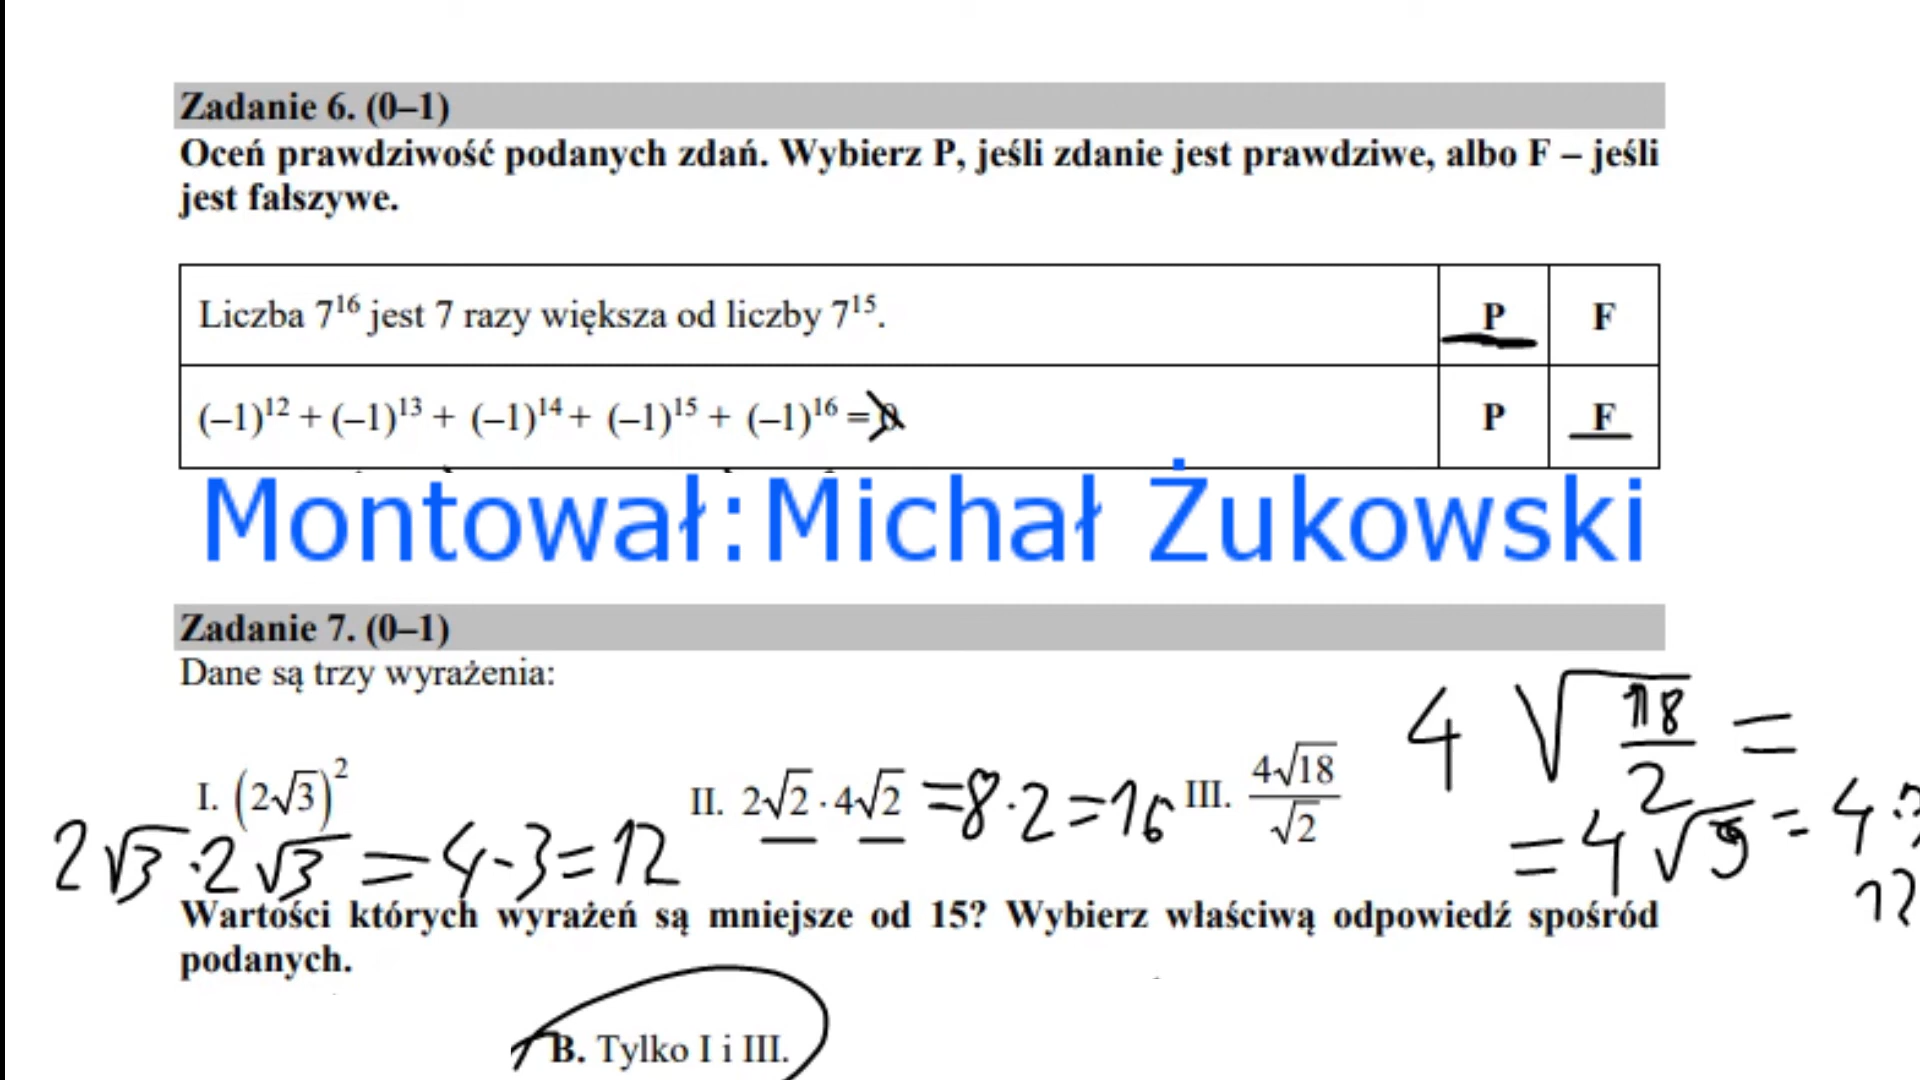 Zadanie 6. (0–1)
Oceń prawdziwość podanych zdań. Wybierz P, jeśli zdanie jest prawdziwe, albo F – jeśli
jest fałszywe.
Liczba 7¹⁶ jest 7 razy większa od liczby 7¹⁵. P F
(–1)¹² + (–1)¹³ + (–1)¹⁴ + (–1)¹⁵ + (–1)¹⁶ = 0 P F
Montował:Michał Żukowski
Zadanie 7. (0–1)
Dane są trzy wyrażenia:
I. (2√3)²
2√3·2√3 = 4·3=12
II. 2√2 · 4√2 =8·2=16
III. 4√18/√2
4 √18/2 =
=4√9 = 4·
12
Wartości których wyrażeń są mniejsze od 15? Wybierz właściwą odpowiedź spośród
podanych.
B. Tylko I i III.